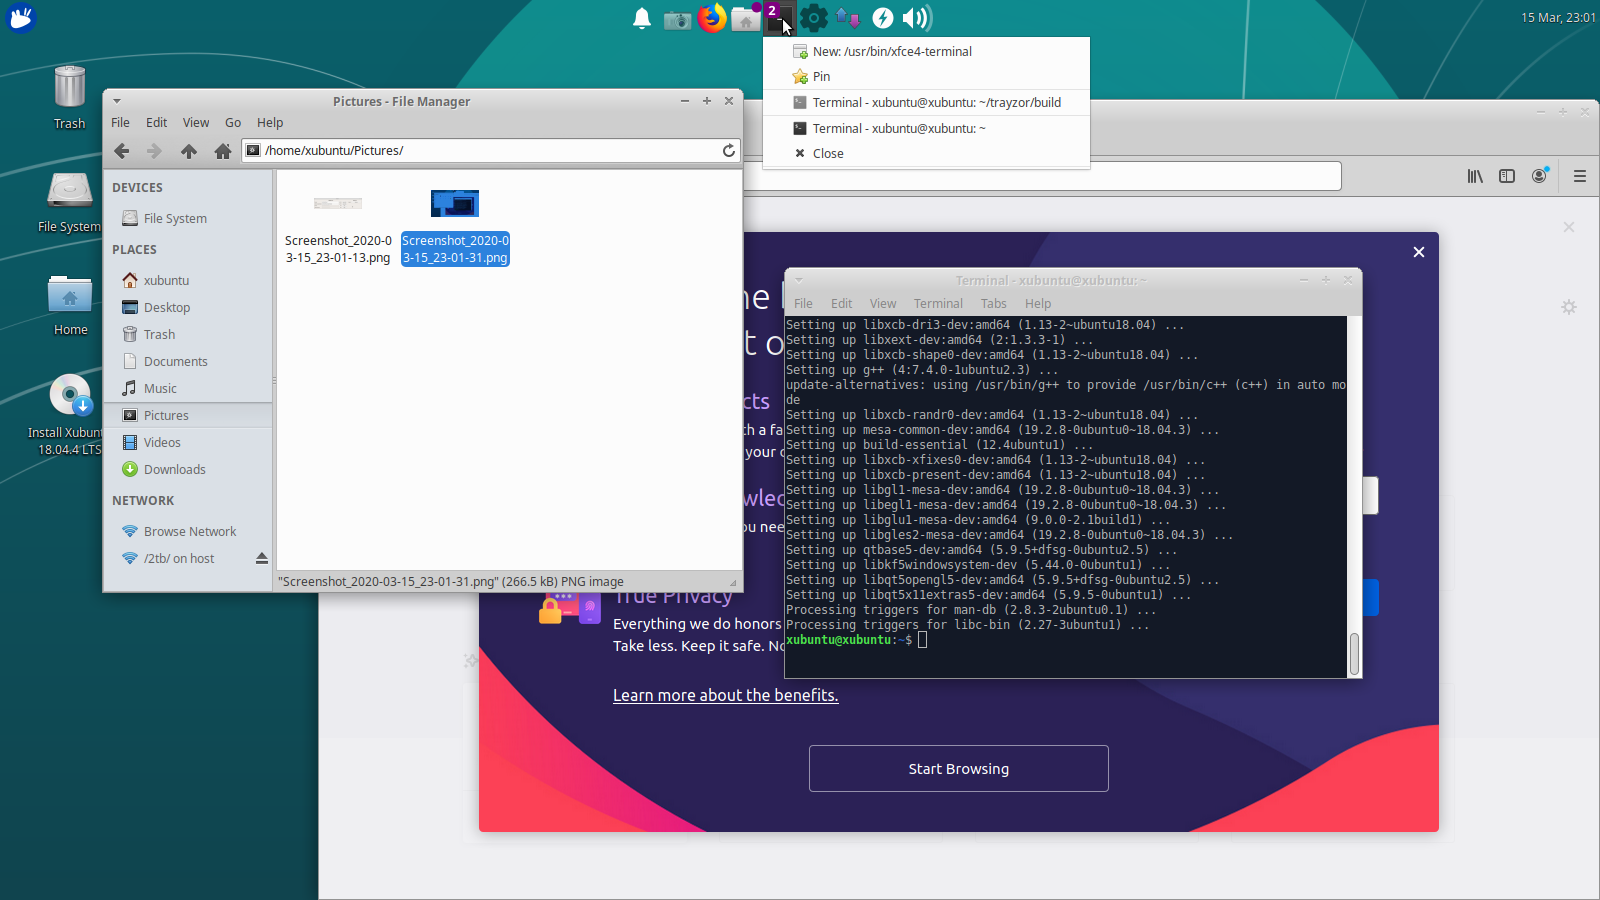 2
15 Mar, 23:01
Trash
File System
Home
Install Xubun
18.04.4 LTS
Pictures - File Manager
File Edit View Go Help
/home/xubuntu/Pictures/
DEVICES
File System
PLACES
xubuntu
Desktop
Trash
Documents
Music
Pictures
Videos
Downloads
NETWORK
Browse Network
/2tb/ on host
Screenshot_2020-0
3-15_23-01-13.png
Screenshot_2020-0
3-15_23-01-31.png
"Screenshot_2020-03-15_23-01-31.png" (266.5 kB) PNG image
New: /usr/bin/xfce4-terminal
Pin
Terminal - xubuntu@xubuntu: ~/trayzor/build
Terminal - xubuntu@xubuntu: ~
Close
Terminal - xubuntu@xubuntu: ~
File Edit View Terminal Tabs Help
Setting up libxcb-dri3-dev:amd64 (1.13-2~ubuntu18.04) ...
Setting up libxext-dev:amd64 (2:1.3.3-1) ...
Setting up libxcb-shape0-dev:amd64 (1.13-2~ubuntu18.04) ...
Setting up g++ (4:7.4.0-1ubuntu2.3) ...
update-alternatives: using /usr/bin/g++ to provide /usr/bin/c++ (c++) in auto mo
de
Setting up libxcb-randr0-dev:amd64 (1.13-2~ubuntu18.04) ...
Setting up mesa-common-dev:amd64 (19.2.8-0ubuntu0~18.04.3) ...
Setting up build-essential (12.4ubuntu1) ...
Setting up libxcb-xfixes0-dev:amd64 (1.13-2~ubuntu18.04) ...
Setting up libxcb-present-dev:amd64 (1.13-2~ubuntu18.04) ...
Setting up libgl1-mesa-dev:amd64 (19.2.8-0ubuntu0~18.04.3) ...
Setting up libegl1-mesa-dev:amd64 (19.2.8-0ubuntu0~18.04.3) ...
Setting up libglu1-mesa-dev:amd64 (9.0.0-2.1build1) ...
Setting up libgles2-mesa-dev:amd64 (19.2.8-0ubuntu0~18.04.3) ...
Setting up qtbase5-dev:amd64 (5.9.5+dfsg-0ubuntu2.5) ...
Setting up libkf5windowsystem-dev (5.44.0-0ubuntu1) ...
Setting up libqt5opengl5-dev:amd64 (5.9.5+dfsg-0ubuntu2.5) ...
Setting up libqt5x11extras5-dev:amd64 (5.9.5-0ubuntu1) ...
Processing triggers for man-db (2.8.3-2ubuntu0.1) ...
Processing triggers for libc-bin (2.27-3ubuntu1) ...
xubuntu@xubuntu:~$
ne
t o
cts
h a fa
your
wlec
ou nee
True Privacy
Everything we do honors
Take less. Keep it safe. No
Learn more about the benefits.
Start Browsing